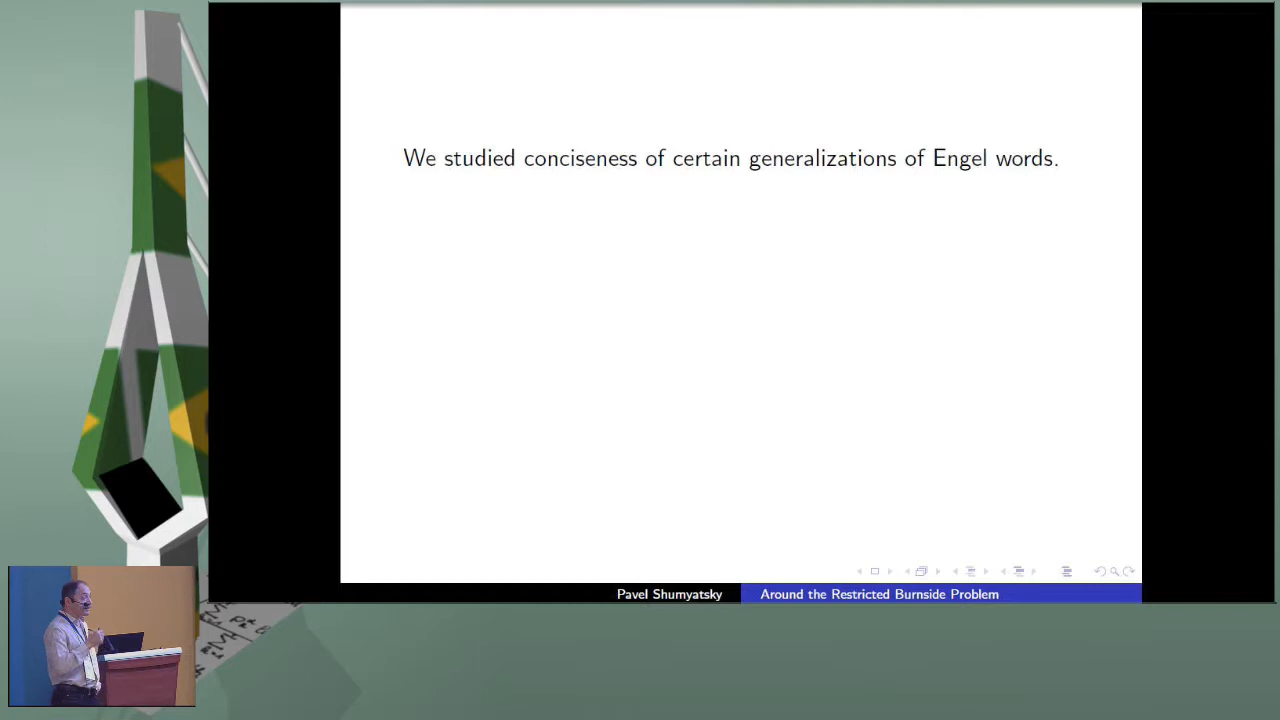 We studied conciseness of certain generalizations of Engel words.
Pavel Shumyatsky
Around the Restricted Burnside Problem